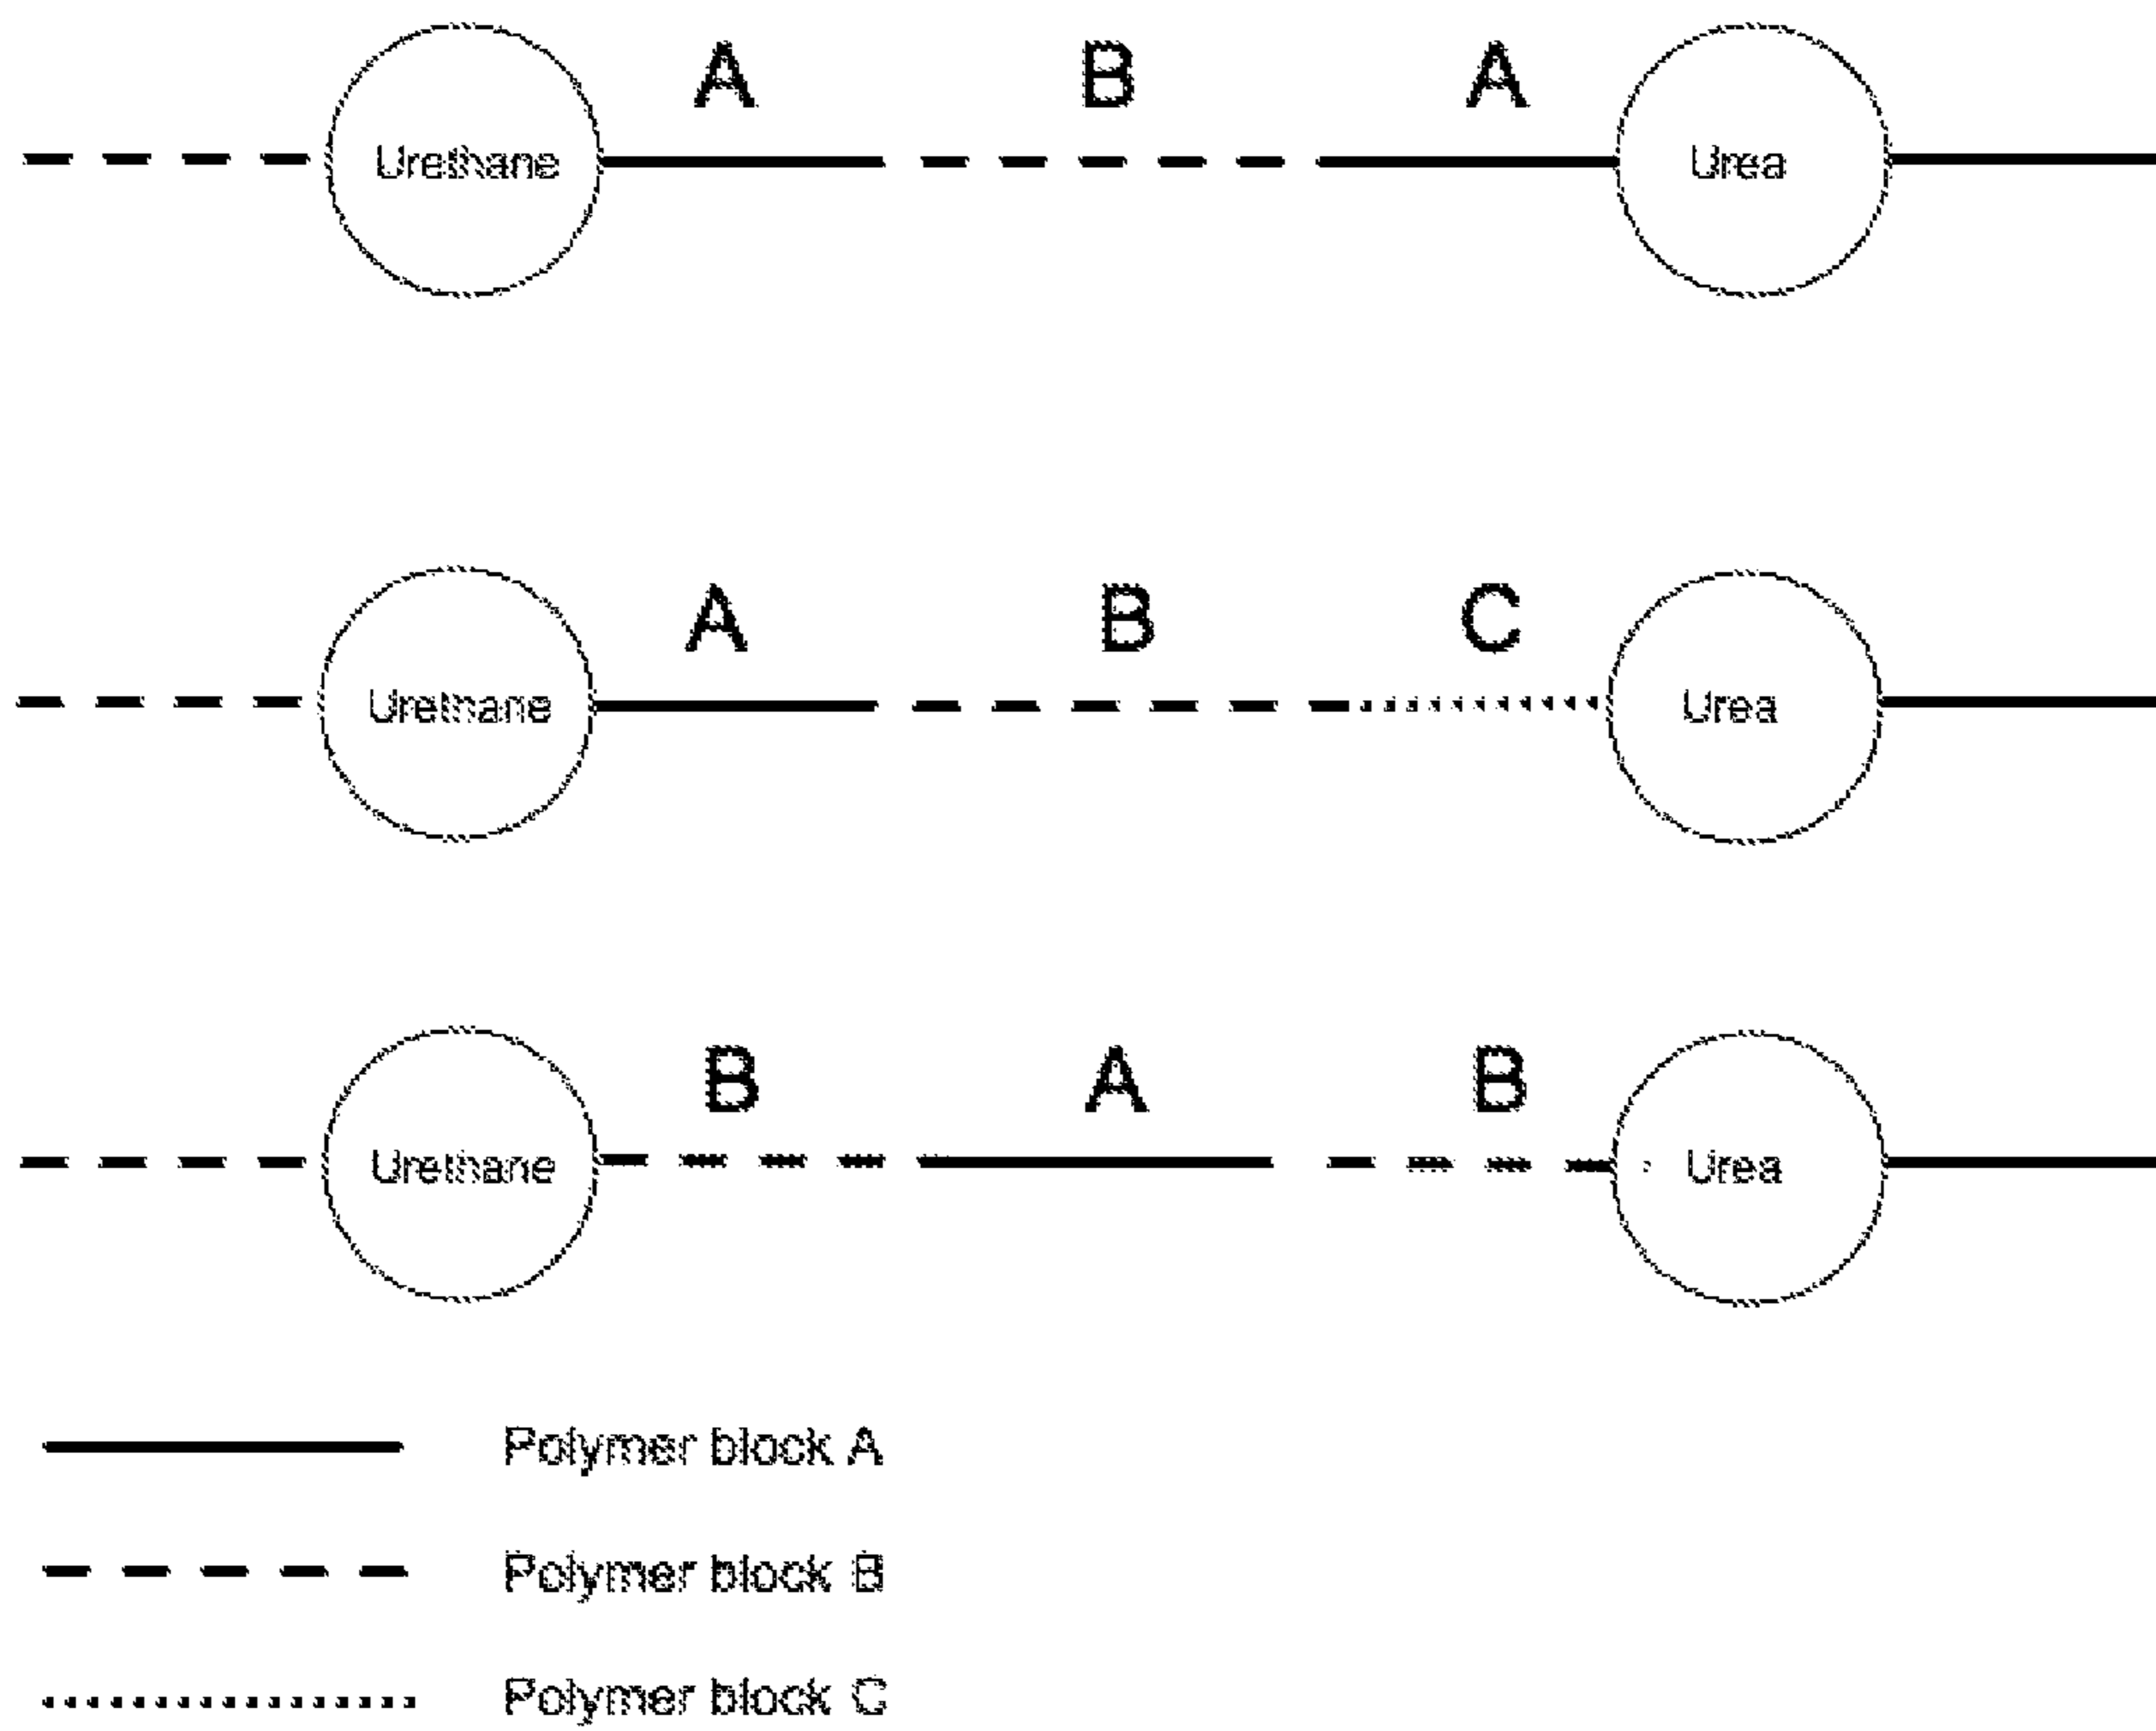 A B A
Urethane Urea
A B C
Urethane Urea
B A B
Urethane Urea
Polymer block A
Polymer block B
Polymer block C